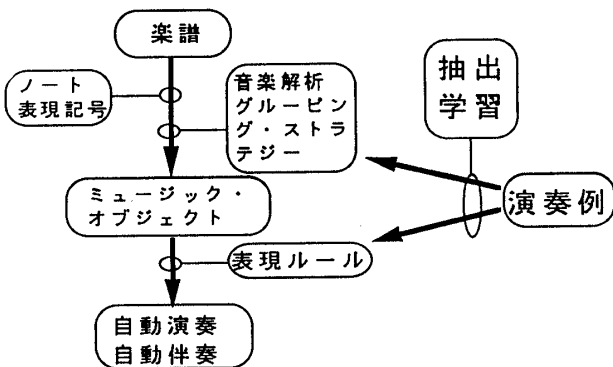 楽譜
ノート
表現記号
音楽解析
グルーピン
グ・ストラ
テジー
抽出
学習
ミュージック・
オブジェクト
演奏例
表現ルール
自動演奏
自動伴奏